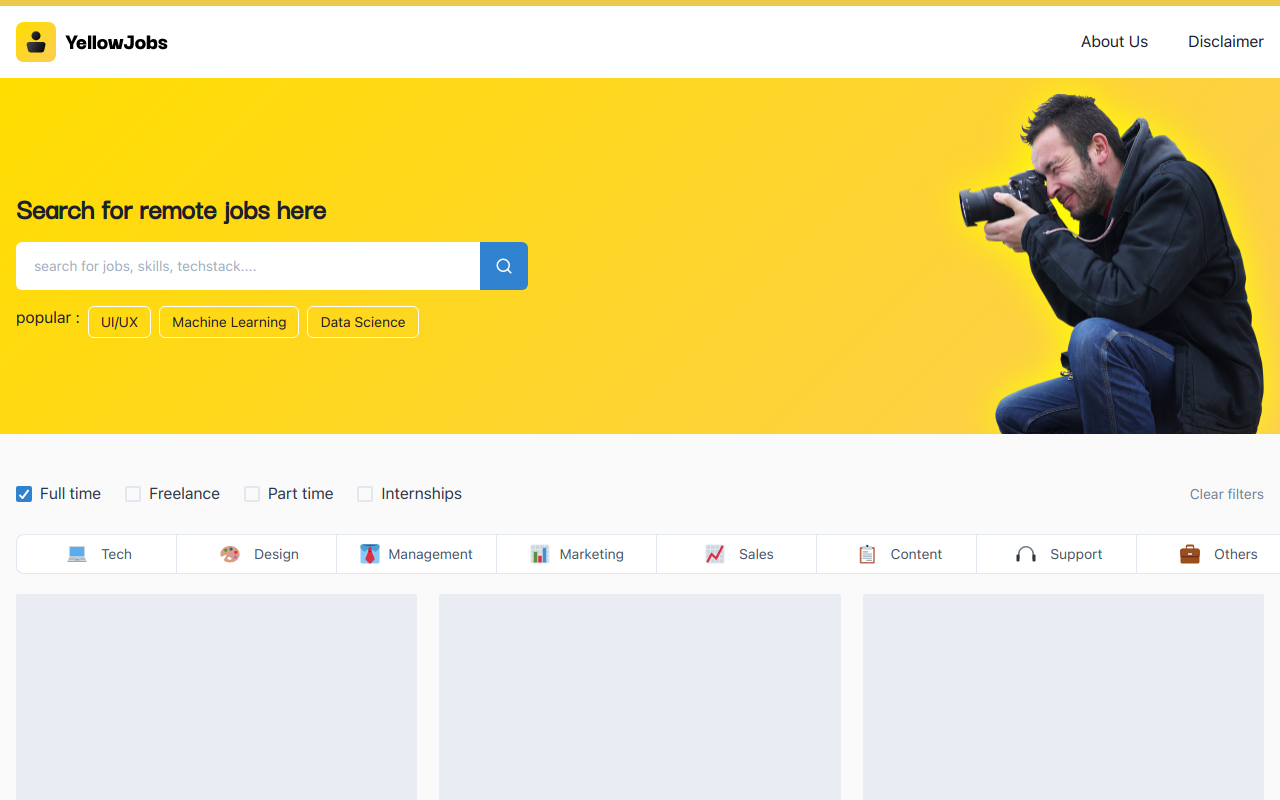 YellowJobs
About Us
Disclaimer
Search for remote jobs here
search for jobs, skills, techstack....
popular :
UI/UX
Machine Learning
Data Science
Full time
Freelance
Part time
Internships
Clear filters
Tech
Design
Management
Marketing
Sales
Content
Support
Others